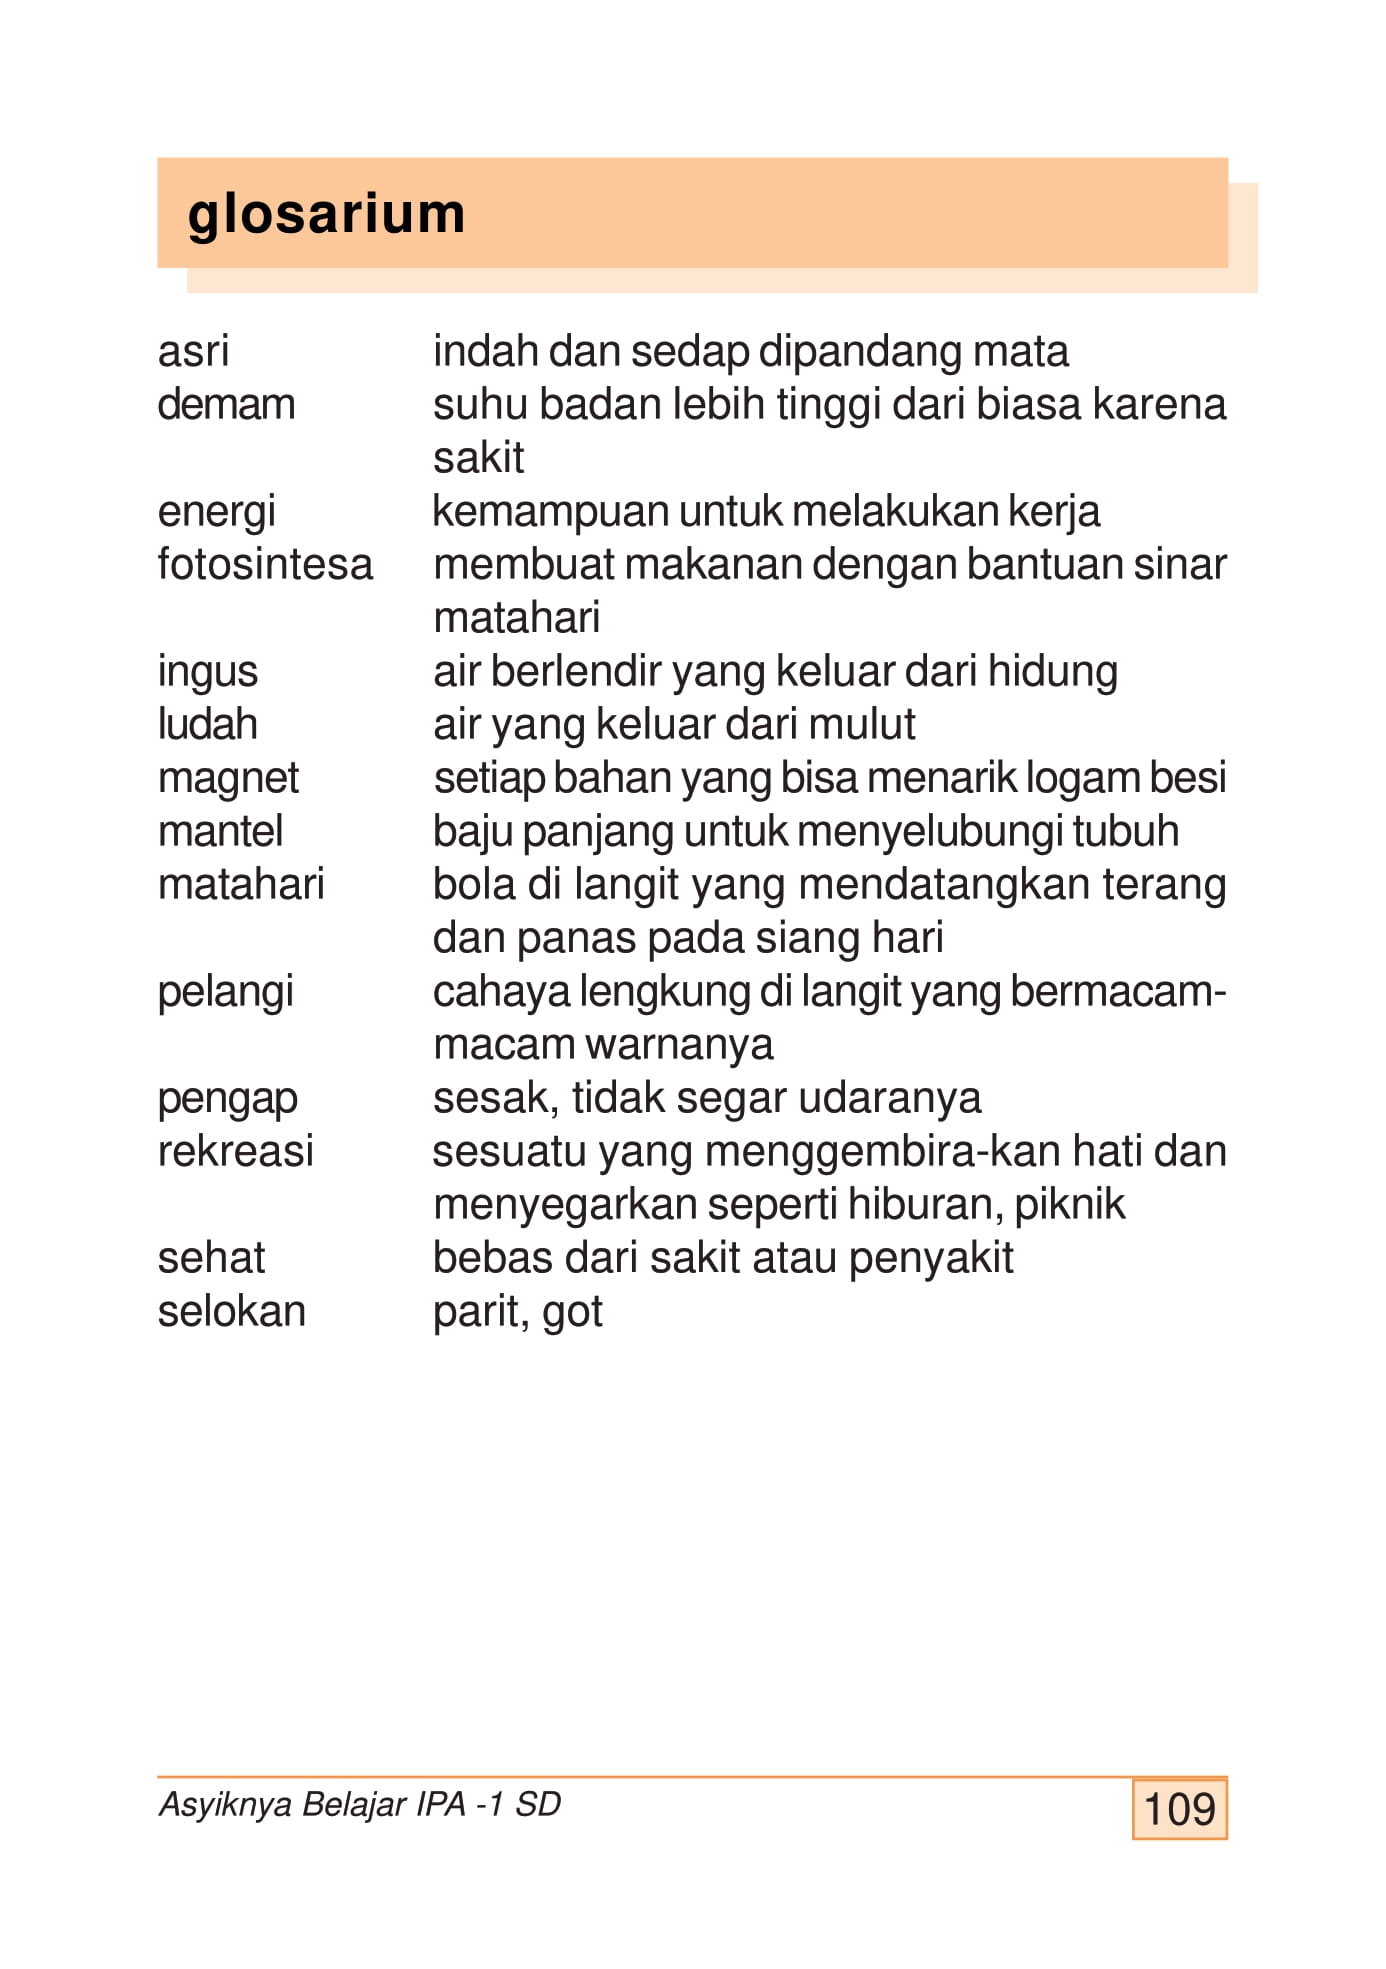 glosarium
asri indah dan sedap dipandang mata
demam suhu badan lebih tinggi dari biasa karena
sakit
energi kemampuan untuk melakukan kerja
fotosintesa membuat makanan dengan bantuan sinar
matahari
ingus air berlendir yang keluar dari hidung
ludah air yang keluar dari mulut
magnet setiap bahan yang bisa menarik logam besi
mantel baju panjang untuk menyelubungi tubuh
matahari bola di langit yang mendatangkan terang
dan panas pada siang hari
pelangi cahaya lengkung di langit yang bermacam-
macam warnanya
pengap sesak, tidak segar udaranya
rekreasi sesuatu yang menggembira-kan hati dan
menyegarkan seperti hiburan, piknik
sehat bebas dari sakit atau penyakit
selokan parit, got
Asyiknya Belajar IPA -1 SD 109